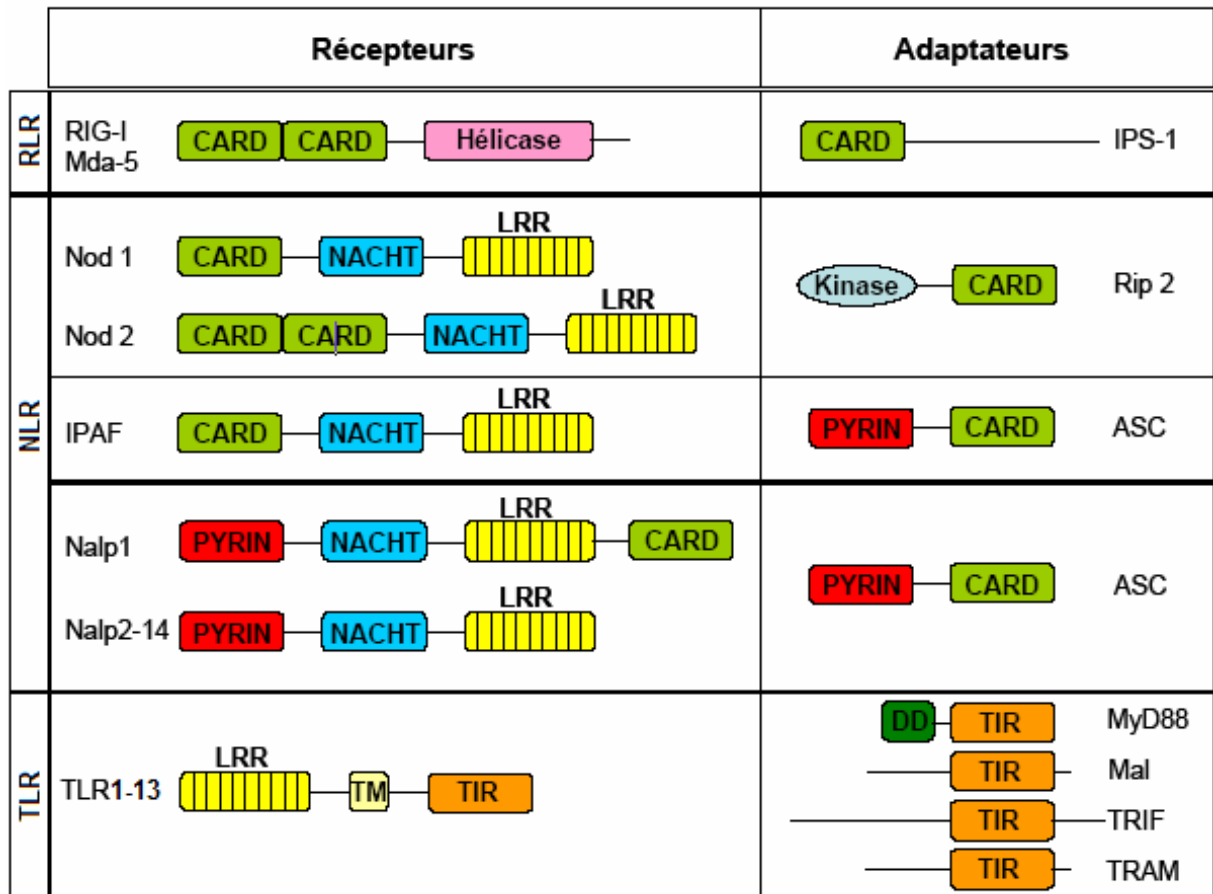 Récepteurs
Adaptateurs
RLR
RIG-I
Mda-5
CARD CARD Hélicase
CARD IPS-1
NLR
LRR
Nod 1 CARD NACHT
LRR
Nod 2 CARD CARD NACHT
Kinase CARD Rip 2
LRR
IPAF CARD NACHT
PYRIN CARD ASC
LRR
Nalp1 PYRIN NACHT CARD
LRR
Nalp2-14 PYRIN NACHT
PYRIN CARD ASC
TLR
LRR
TLR1-13 TM TIR
DD TIR MyD88
TIR Mal
TIR TRIF
TIR TRAM